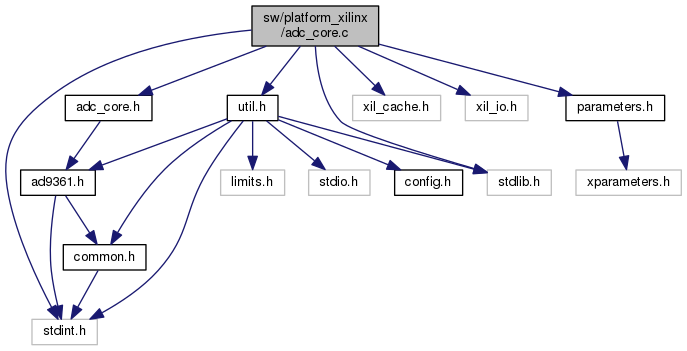 sw/platform_xilinx
/adc_core.c
adc_core.h
util.h
xil_cache.h
xil_io.h
parameters.h
ad9361.h
limits.h
stdio.h
config.h
stdlib.h
xparameters.h
common.h
stdint.h